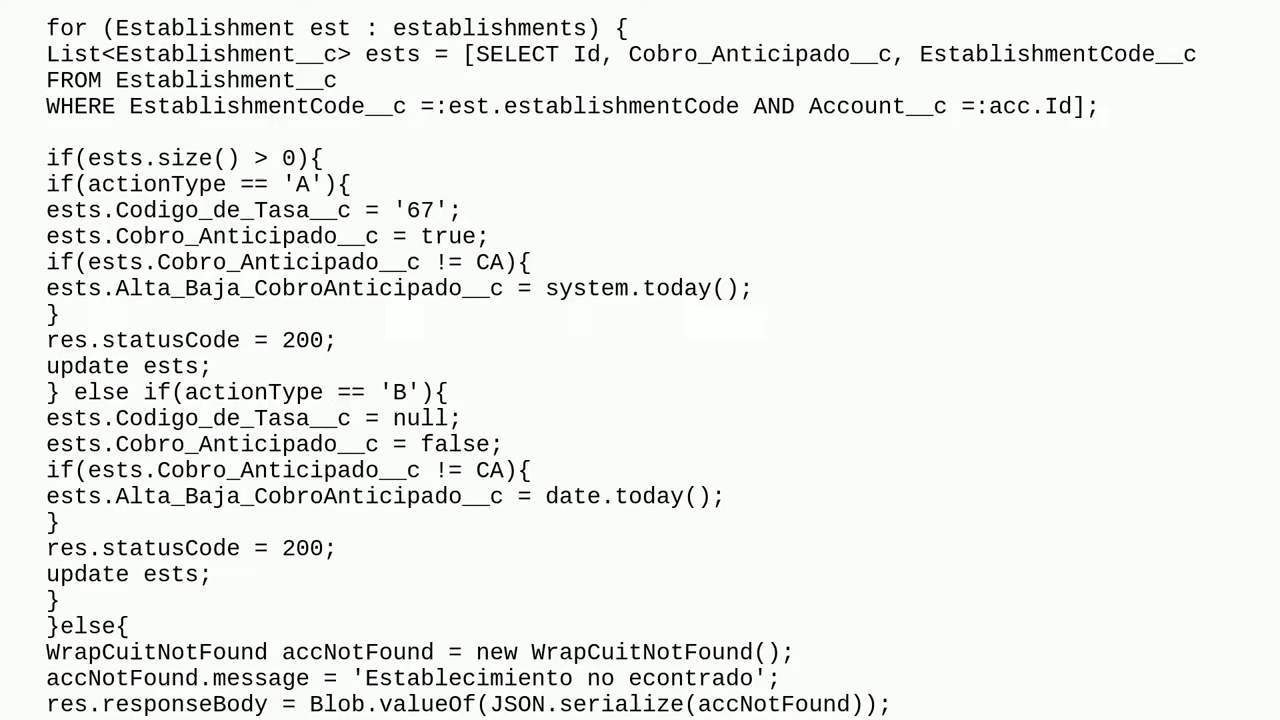 for (Establishment est : establishments) {
List<Establishment__c> ests = [SELECT Id, Cobro_Anticipado__c, EstablishmentCode__c
FROM Establishment__c
WHERE EstablishmentCode__c =:est.establishmentCode AND Account__c =:acc.Id];
if(ests.size() > 0){
if(actionType == 'A'){
ests.Codigo_de_Tasa__c = '67';
ests.Cobro_Anticipado__c = true;
if(ests.Cobro_Anticipado__c != CA){
ests.Alta_Baja_CobroAnticipado__c = system.today();
}
res.statusCode = 200;
update ests;
} else if(actionType == 'B'){
ests.Codigo_de_Tasa__c = null;
ests.Cobro_Anticipado__c = false;
if(ests.Cobro_Anticipado__c != CA){
ests.Alta_Baja_CobroAnticipado__c = date.today();
}
res.statusCode = 200;
update ests;
}
}else{
WrapCuitNotFound accNotFound = new WrapCuitNotFound();
accNotFound.message = 'Establecimiento no econtrado';
res.responseBody = Blob.valueOf(JSON.serialize(accNotFound));